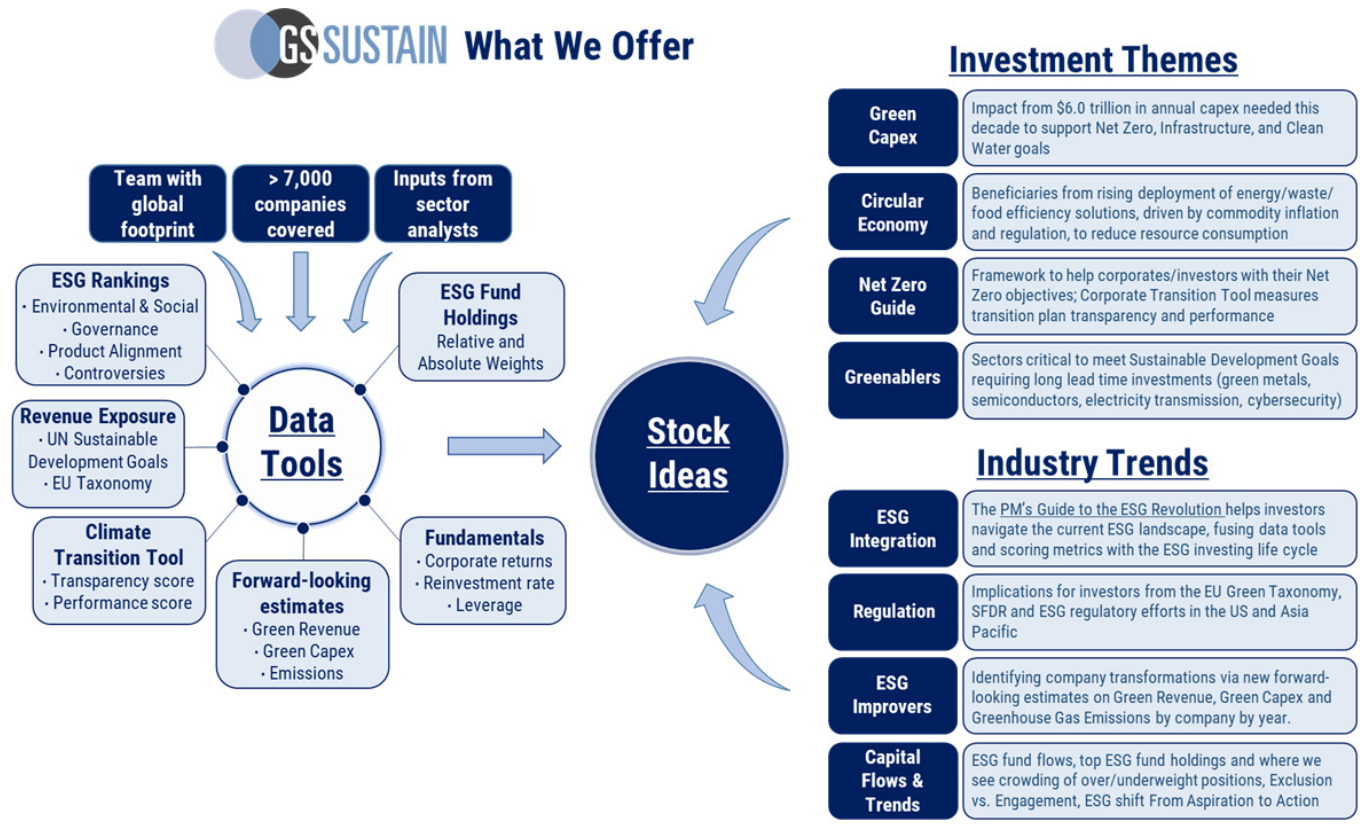 GS SUSTAIN What We Offer
Team with
global
footprint
> 7,000
companies
covered
Inputs from
sector
analysts
ESG Rankings
· Environmental & Social
· Governance
· Product Alignment
· Controversies
ESG Fund
Holdings
Relative and
Absolute Weights
Revenue Exposure
· UN Sustainable
Development Goals
· EU Taxonomy
Data
Tools
Climate
Transition Tool
· Transparency score
· Performance score
Forward-looking
estimates
· Green Revenue
· Green Capex
· Emissions
Fundamentals
· Corporate returns
· Reinvestment rate
· Leverage
Stock
Ideas
Investment Themes
Green
Capex
Impact from $6.0 trillion in annual capex needed this
decade to support Net Zero, Infrastructure, and Clean
Water goals
Circular
Economy
Beneficiaries from rising deployment of energy/waste/
food efficiency solutions, driven by commodity inflation
and regulation, to reduce resource consumption
Net Zero
Guide
Framework to help corporates/investors with their Net
Zero objectives; Corporate Transition Tool measures
transition plan transparency and performance
Greenablers
Sectors critical to meet Sustainable Development Goals
requiring long lead time investments (green metals,
semiconductors, electricity transmission, cybersecurity)
Industry Trends
ESG
Integration
The PM's Guide to the ESG Revolution helps investors
navigate the current ESG landscape, fusing data tools
and scoring metrics with the ESG investing life cycle
Regulation
Implications for investors from the EU Green Taxonomy,
SFDR and ESG regulatory efforts in the US and Asia
Pacific
ESG
Improvers
Identifying company transformations via new forward-
looking estimates on Green Revenue, Green Capex and
Greenhouse Gas Emissions by company by year.
Capital
Flows &
Trends
ESG fund flows, top ESG fund holdings and where we
see crowding of over/underweight positions, Exclusion
vs. Engagement, ESG shift From Aspiration to Action